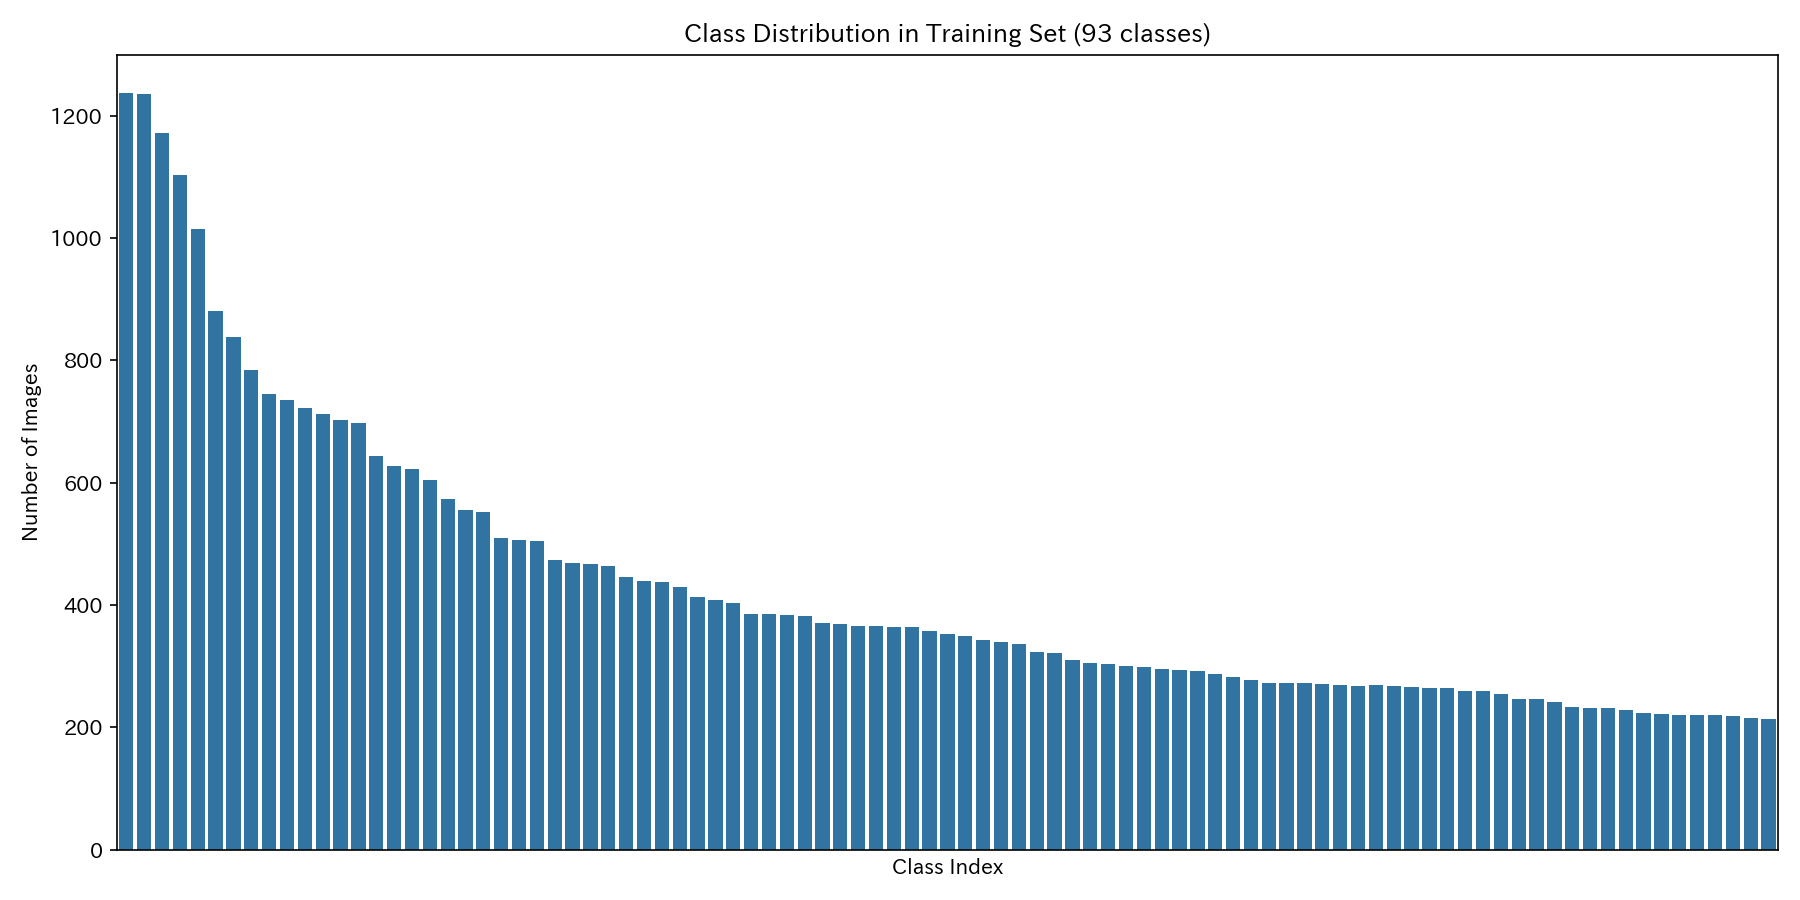 Class Distribution in Training Set (93 classes)
1200
1000
800
600
400
200
0
Number of Images
Class Index